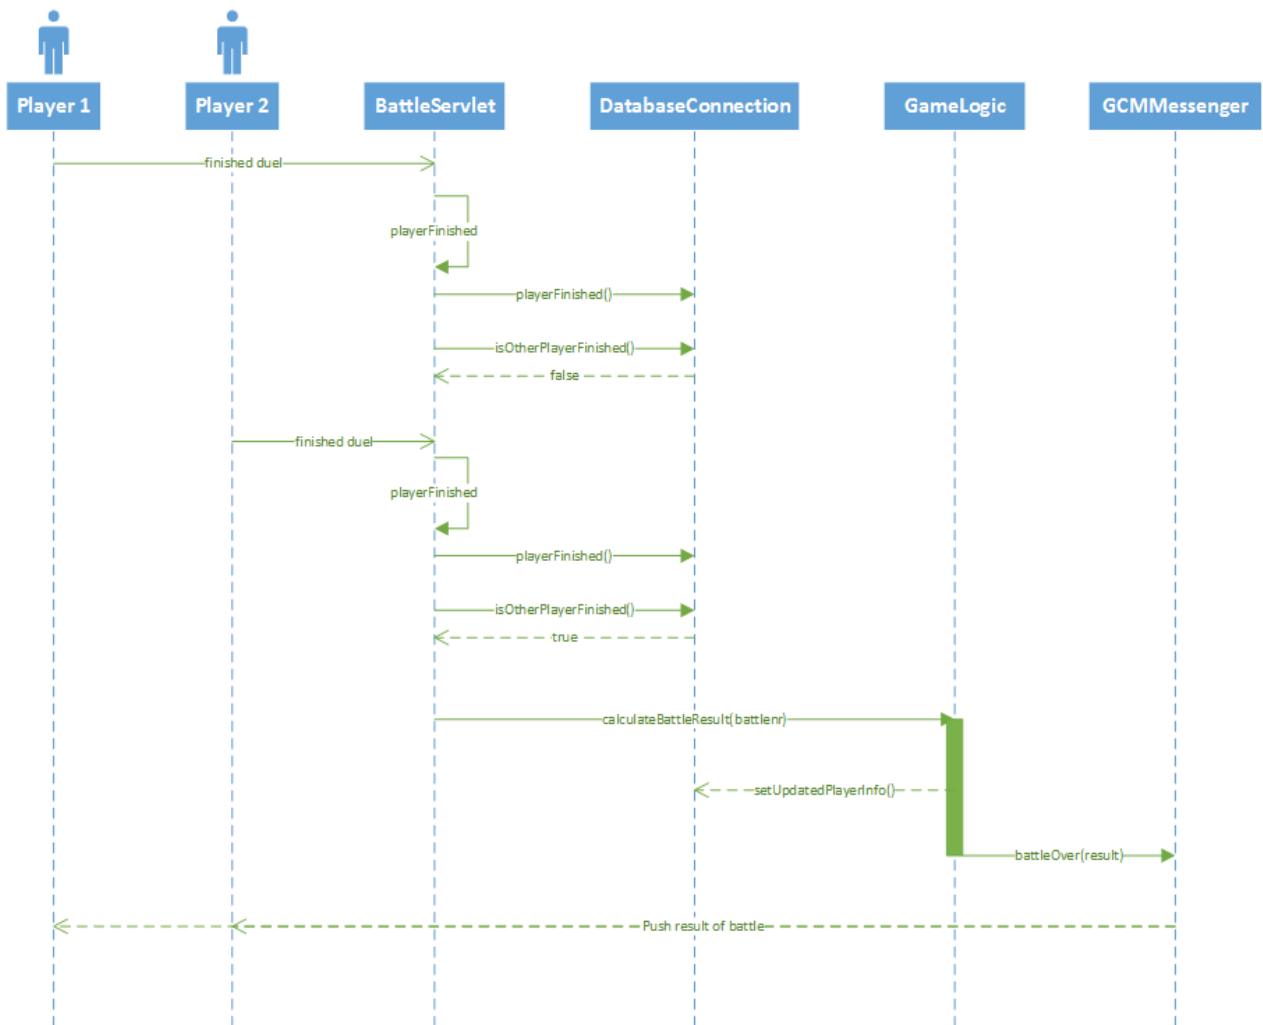 Player 1
Player 2
BattleServlet
DatabaseConnection
GameLogic
GCMMessenger
finished duel
playerFinished
playerFinished()
isOtherPlayerFinished()
false
finished duel
playerFinished
playerFinished()
isOtherPlayerFinished()
true
calculateBattleResult(battlenr)
setUpdatedPlayerInfo()
battleOver(result)
Push result of battle